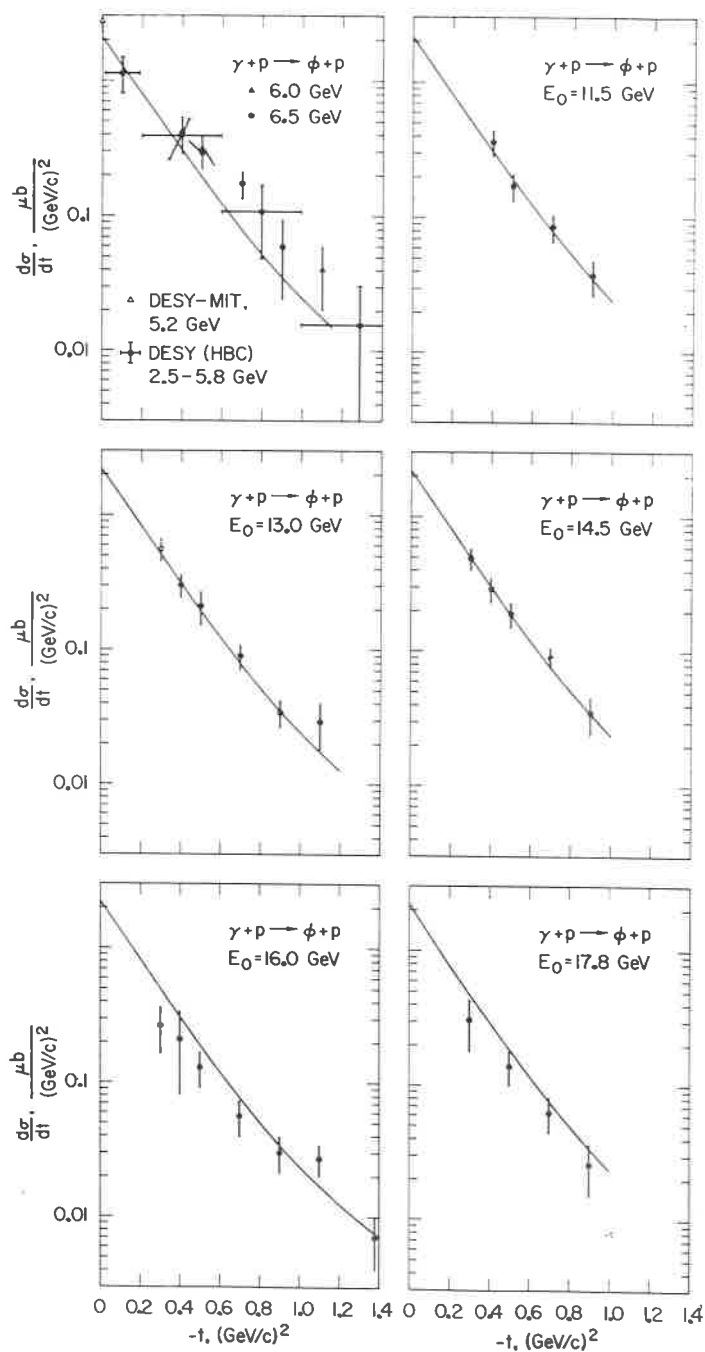 γ+p → φ+p
▲ 6.0 GeV
● 6.5 GeV
dσ/dt, μb/(GeV/c)²
0.1
0.01
△ DESY-MIT,
5.2 GeV
DESY (HBC)
2.5-5.8 GeV
γ+p → φ+p
E₀=11.5 GeV
γ+p → φ+p
E₀=13.0 GeV
dσ/dt, μb/(GeV/c)²
0.1
0.01
γ+p → φ+p
E₀=14.5 GeV
γ+p → φ+p
E₀=16.0 GeV
dσ/dt, μb/(GeV/c)²
0.1
0.01
0 0.2 0.4 0.6 0.8 1.0 1.2 1.4
-t, (GeV/c)²
γ+p → φ+p
E₀=17.8 GeV
0 0.2 0.4 0.6 0.8 1.0 1.2 1.4
-t, (GeV/c)²